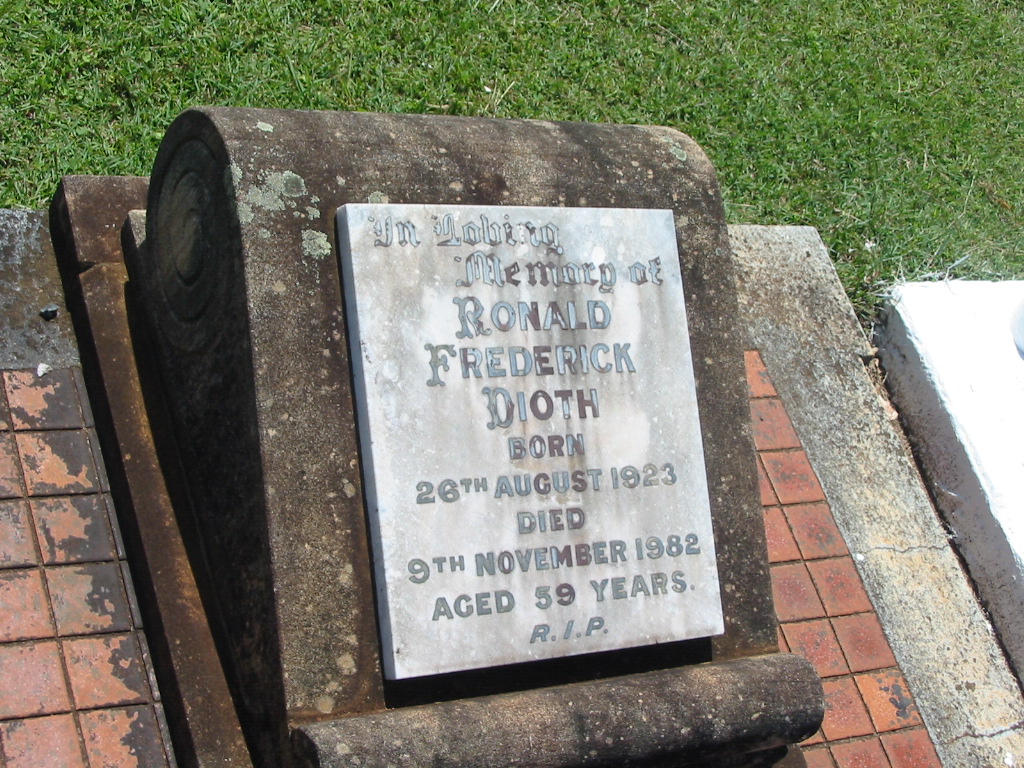 In Loving
Memory of
RONALD
FREDERICK
DIOTH
BORN
26TH AUGUST 1923
DIED
9TH NOVEMBER 1982
AGED 59 YEARS.
R.I.P.